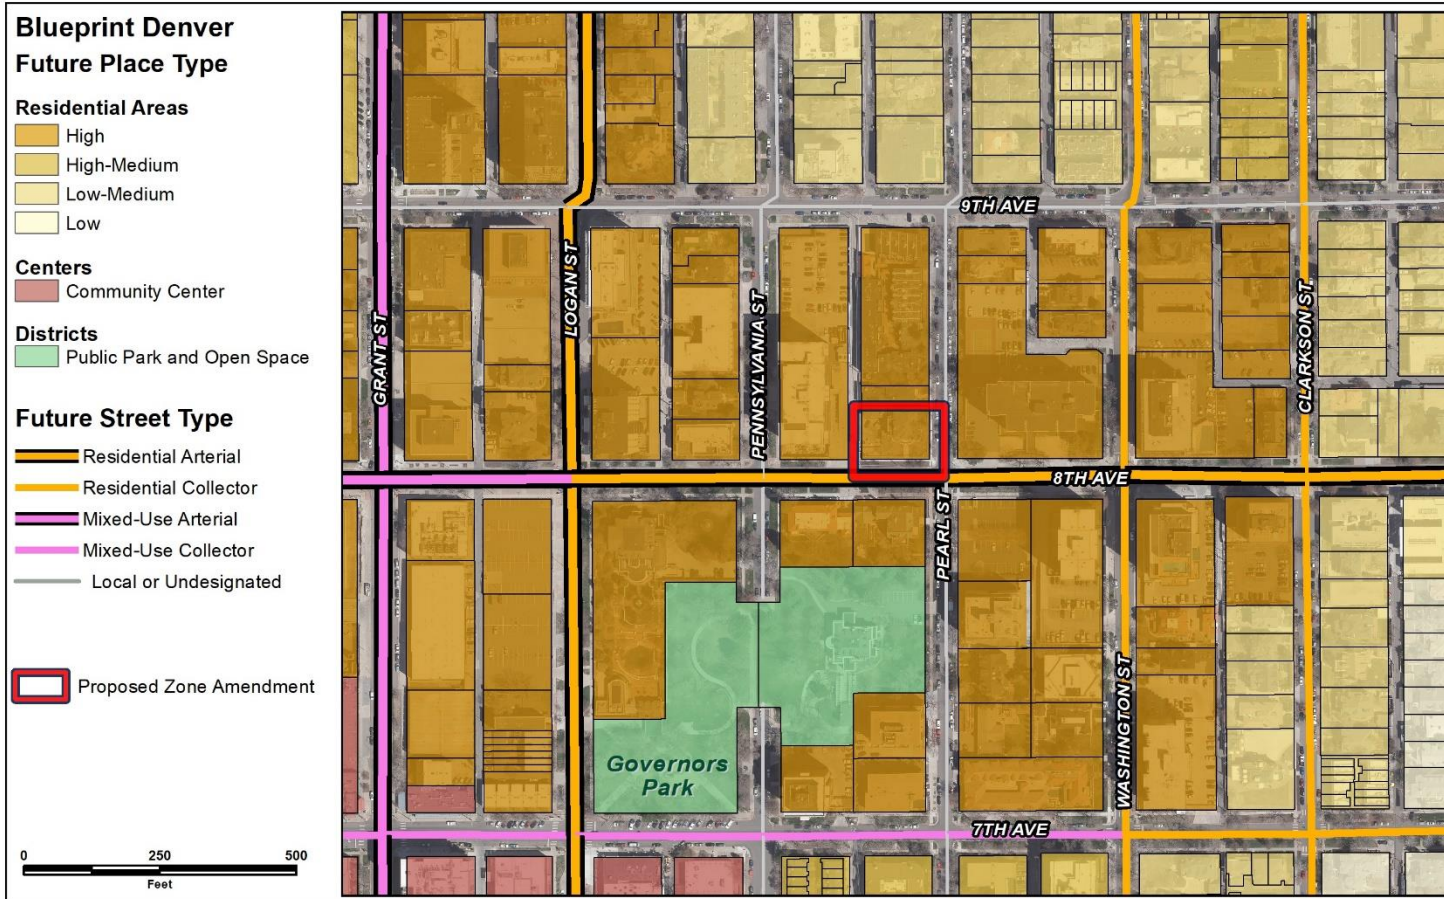 Blueprint Denver
Future Place Type
Residential Areas
High
High-Medium
Low-Medium
Low
Centers
Community Center
Districts
Public Park and Open Space
Future Street Type
Residential Arterial
Residential Collector
Mixed-Use Arterial
Mixed-Use Collector
Local or Undesignated
Proposed Zone Amendment
0 250 500
Feet
9TH AVE
GRANT ST
LOGAN ST
PENNSYLVANIA ST
CLARKSON ST
8TH AVE
PEARL ST
WASHINGTON ST
Governors
Park
7TH AVE